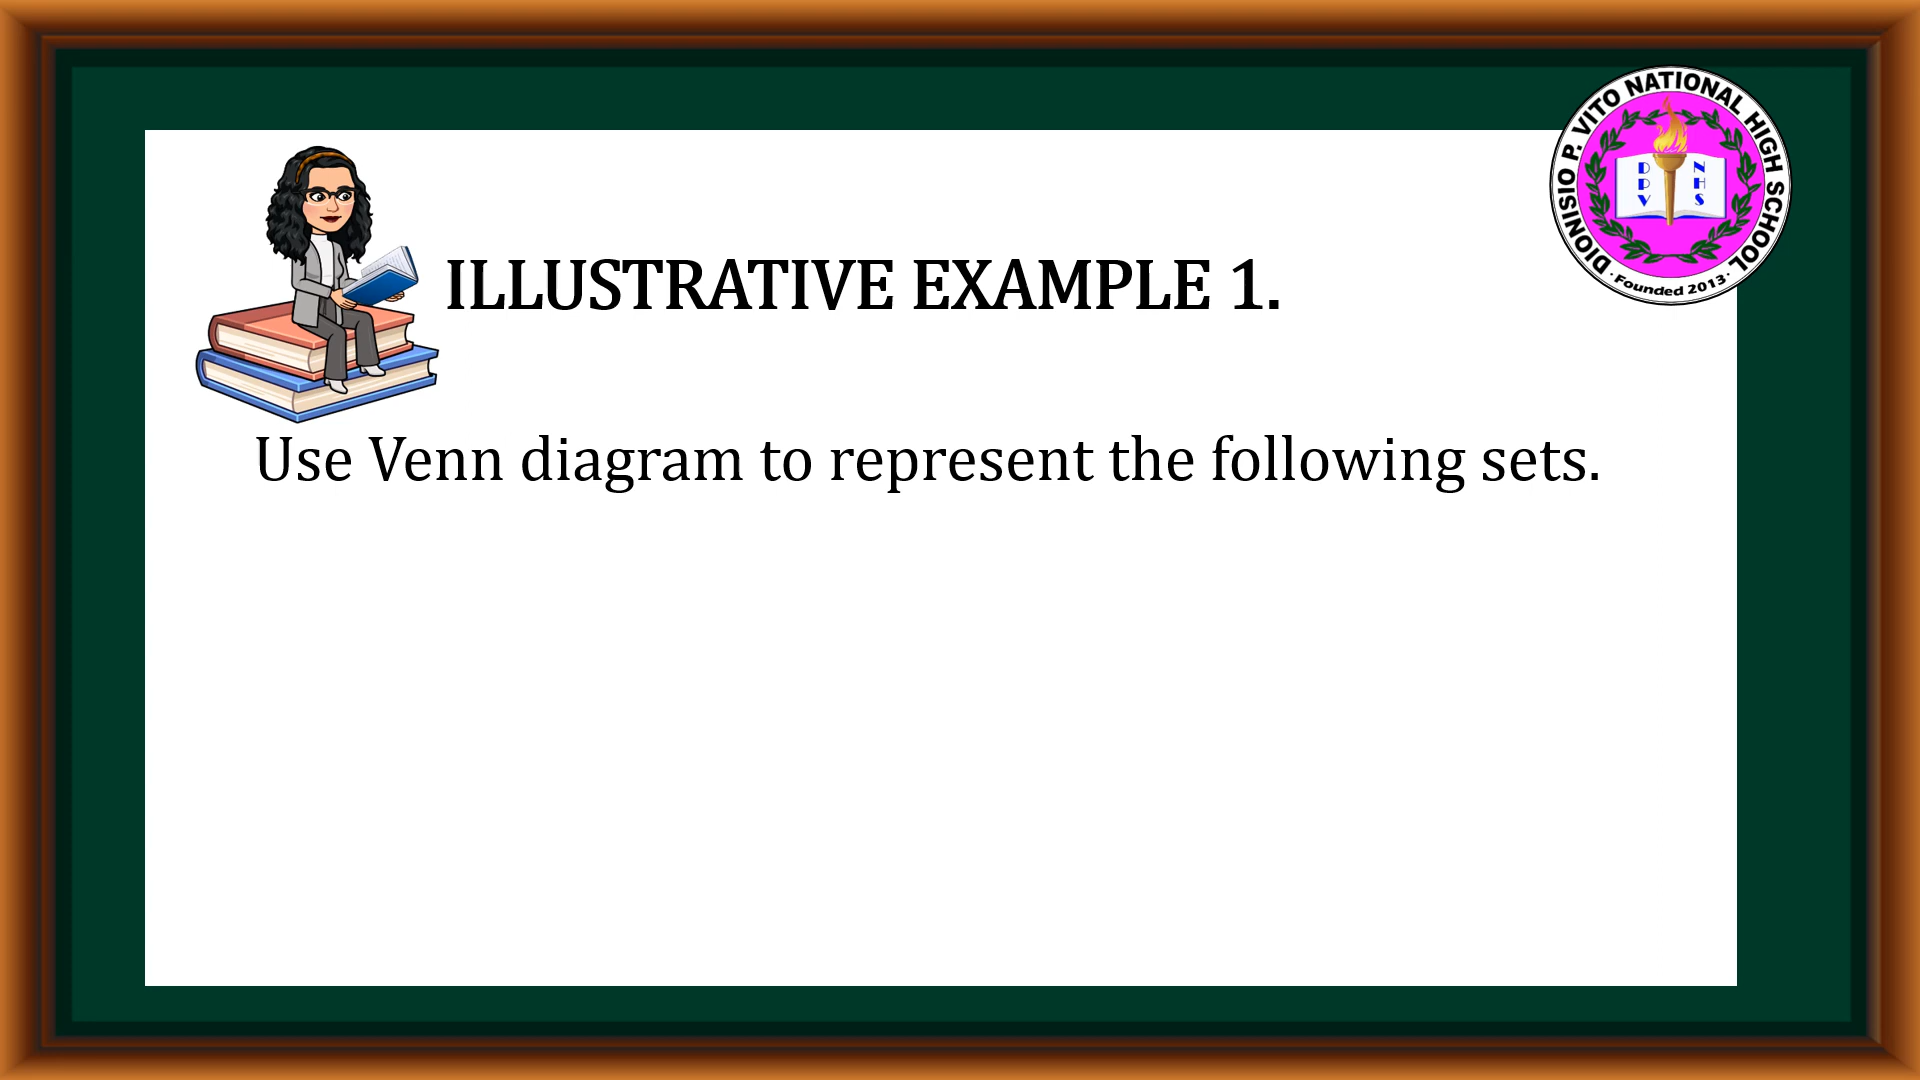 DIONISIO P. VITO NATIONAL HIGH SCHOOL
D P V
N H S
· Founded 2013 ·
ILLUSTRATIVE EXAMPLE 1.
Use Venn diagram to represent the following sets.